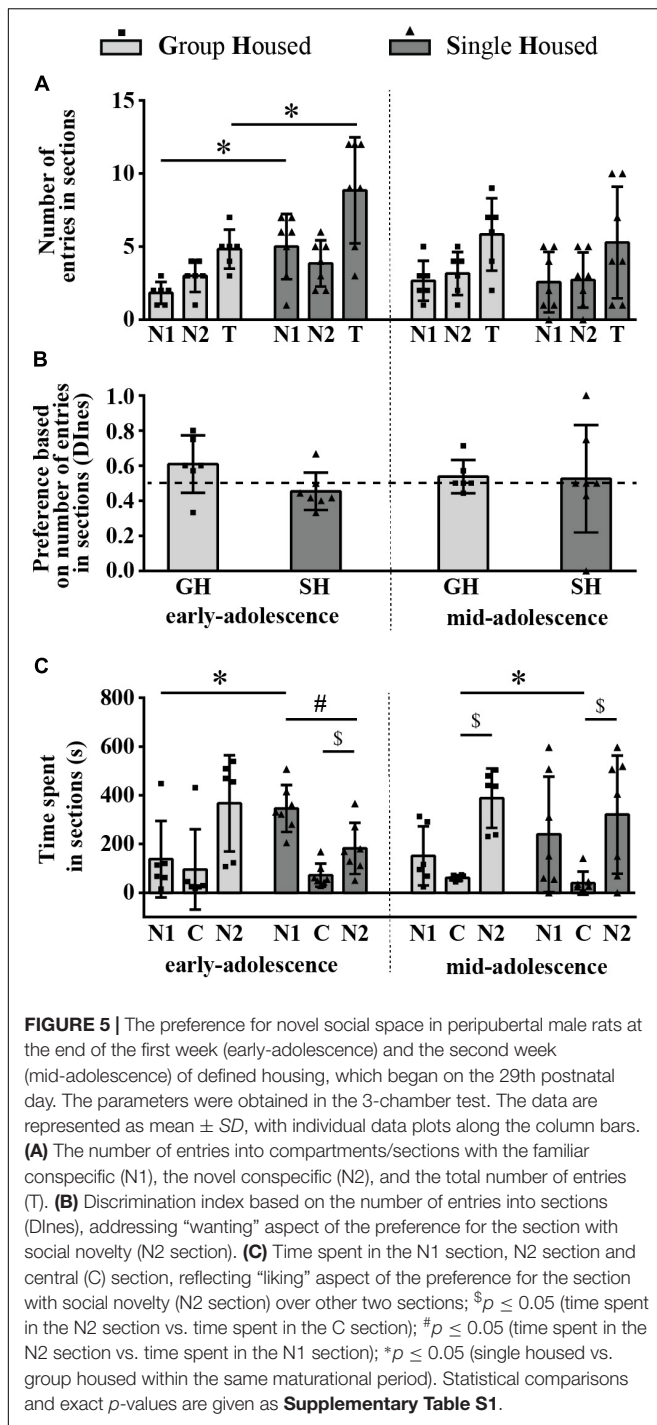 Group Housed Single Housed
A
Number of
entries in sections
15
10
5
0
*
*
N1 N2 T N1 N2 T N1 N2 T N1 N2 T
B
Preference based
on number of entries
in sections (DInes)
1.0
0.8
0.6
0.4
0.2
0.0
GH SH GH SH
early-adolescence mid-adolescence
C
Time spent
in sections (s)
800
600
400
200
0
* *
# $ $
$
N1 C N2 N1 C N2 N1 C N2 N1 C N2
early-adolescence mid-adolescence
FIGURE 5 | The preference for novel social space in peripubertal male rats at
the end of the first week (early-adolescence) and the second week
(mid-adolescence) of defined housing, which began on the 29th postnatal
day. The parameters were obtained in the 3-chamber test. The data are
represented as mean ± SD, with individual data plots along the column bars.
(A) The number of entries into compartments/sections with the familiar
conspecific (N1), the novel conspecific (N2), and the total number of entries
(T). (B) Discrimination index based on the number of entries into sections
(DInes), addressing “wanting” aspect of the preference for the section with
social novelty (N2 section). (C) Time spent in the N1 section, N2 section and
central (C) section, reflecting “liking” aspect of the preference for the section
with social novelty (N2 section) over other two sections; $p ≤ 0.05 (time spent
in the N2 section vs. time spent in the C section); #p ≤ 0.05 (time spent in the
N2 section vs. time spent in the N1 section); *p ≤ 0.05 (single housed vs.
group housed within the same maturational period). Statistical comparisons
and exact p-values are given as Supplementary Table S1.